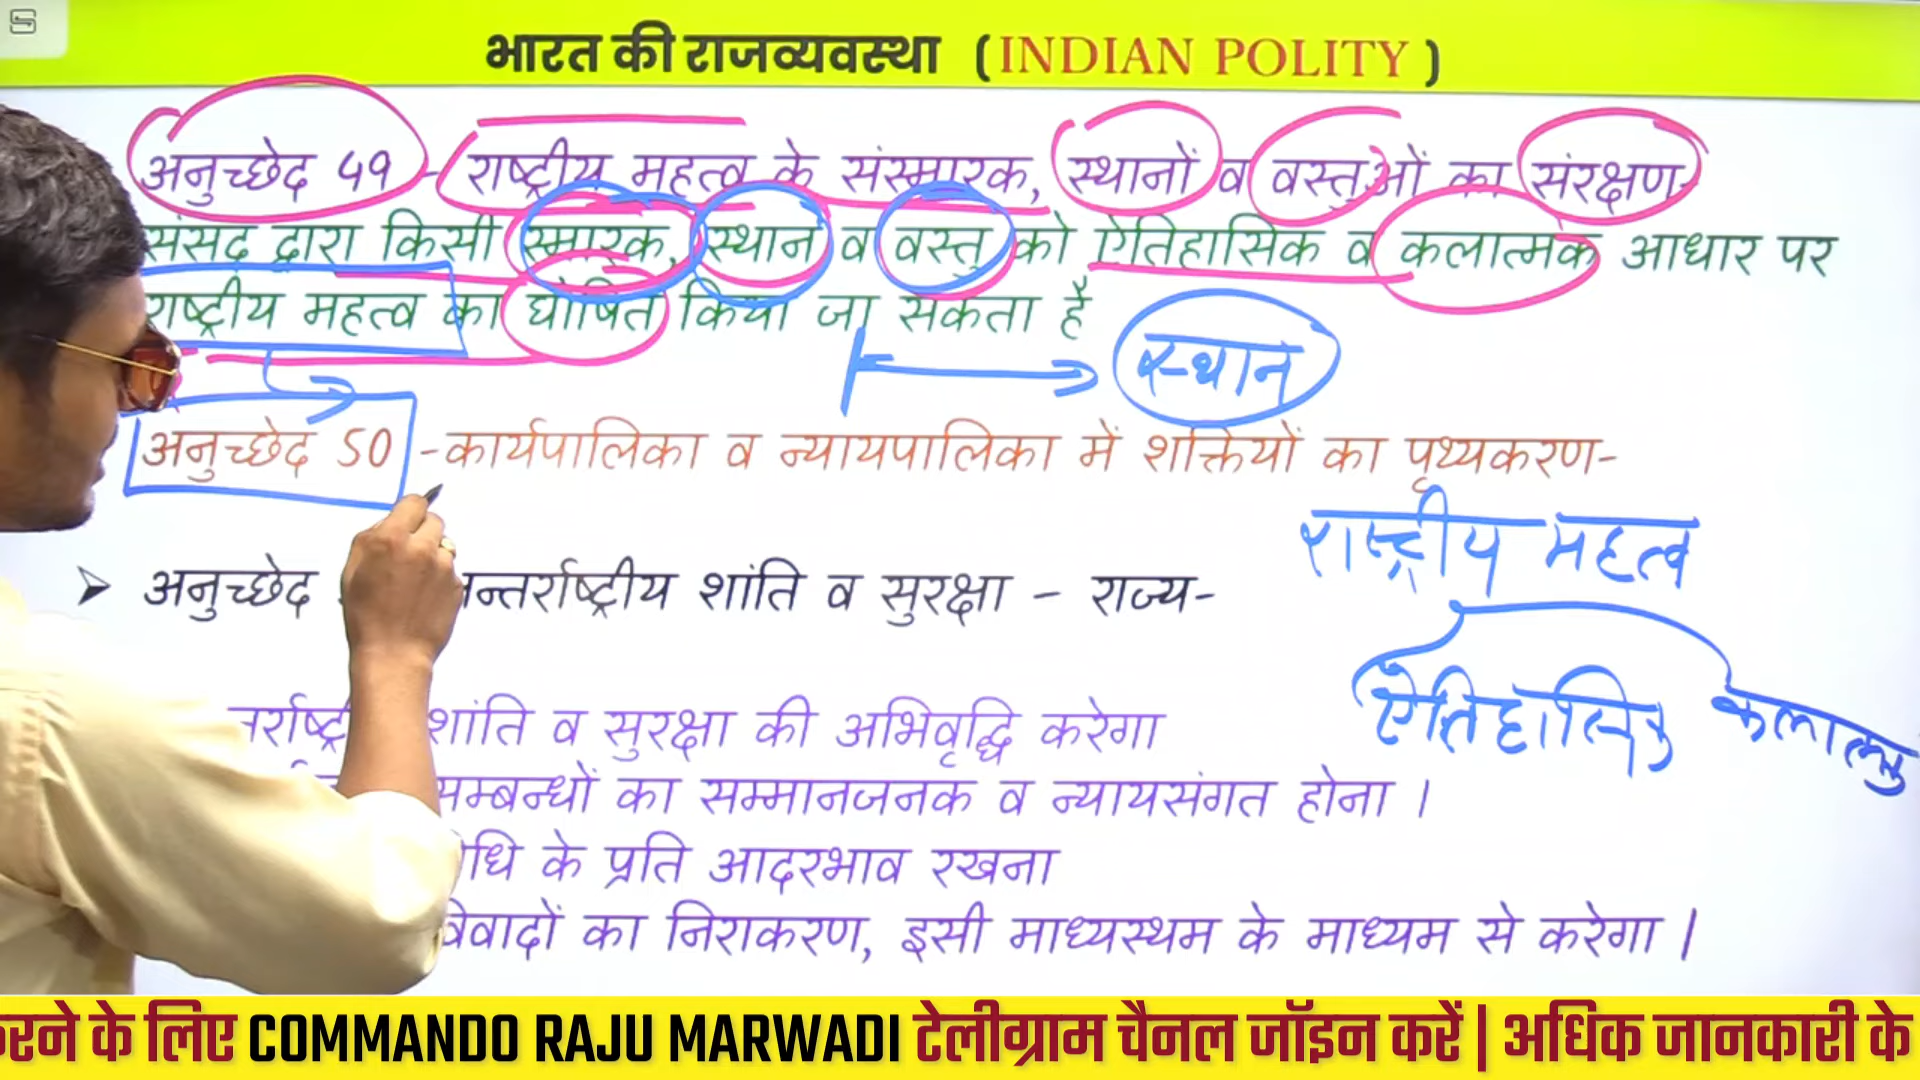 भारत की राजव्यवस्था (INDIAN POLITY)
अनुच्छेद 49 - राष्ट्रीय महत्व के संस्मारक, स्थानों व वस्तुओं का संरक्षण-
संसद द्वारा किसी स्मारक, स्थान व वस्तु को ऐतिहासिक व कलात्मक आधार पर
राष्ट्रीय महत्व का घोषित किया जा सकता है
स्थान
अनुच्छेद 50 -कार्यपालिका व न्यायपालिका में शक्तियों का पृथ्यकरण-
राष्ट्रीय महत्व
अनुच्छेद न्तर्राष्ट्रीय शांति व सुरक्षा - राज्य-
शांति व सुरक्षा की अभिवृद्धि करेगा
सम्बन्धों का सम्मानजनक व न्यायसंगत होना ।
के प्रति आदरभाव रखना
का निराकरण, इसी माध्यस्थम के माध्यम से करेगा ।
करने के लिए COMMANDO RAJU MARWADI टेलीग्राम चैनल जॉइन करें | अधिक जानकारी के